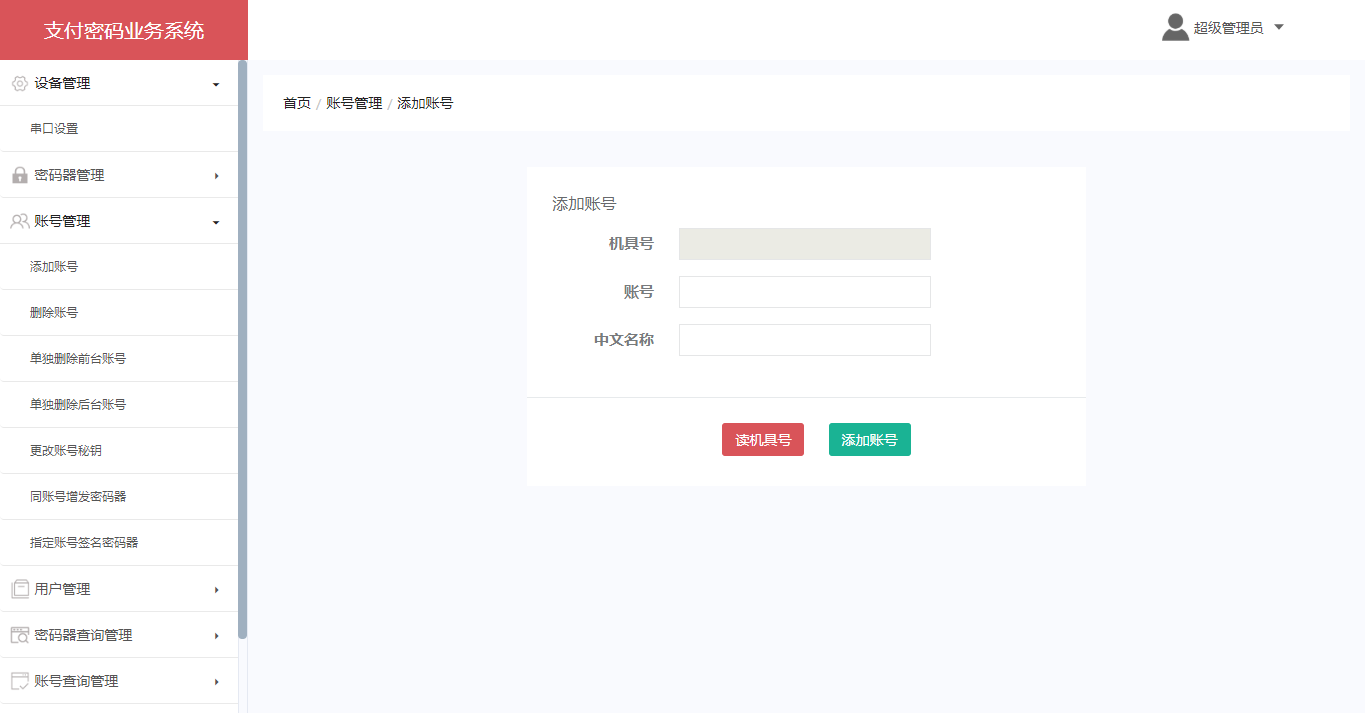 支付密码业务系统
超级管理员
设备管理
串口设置
密码器管理
账号管理
添加账号
删除账号
单独删除前台账号
单独删除后台账号
更改账号秘钥
同账号增发密码器
指定账号签名密码器
用户管理
密码器查询管理
账号查询管理
首页 / 账号管理 / 添加账号
添加账号
机具号
账号
中文名称
读机具号 添加账号